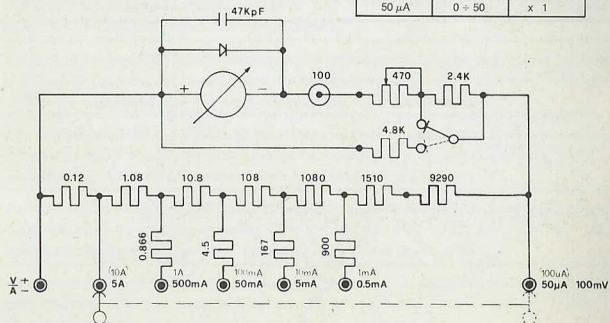 50 μA 0 ÷ 50 x 1
47KpF
+ -
100
470
2.4K
4.8K
0.12 1.08 10.8 108 1080 1510 9290
0.866
4.5
167
900
V + A -
(10A)
5A
1A
500mA
100mA
50mA
10mA
5mA
1mA
0.5mA
(100uA)
50μA 100mV